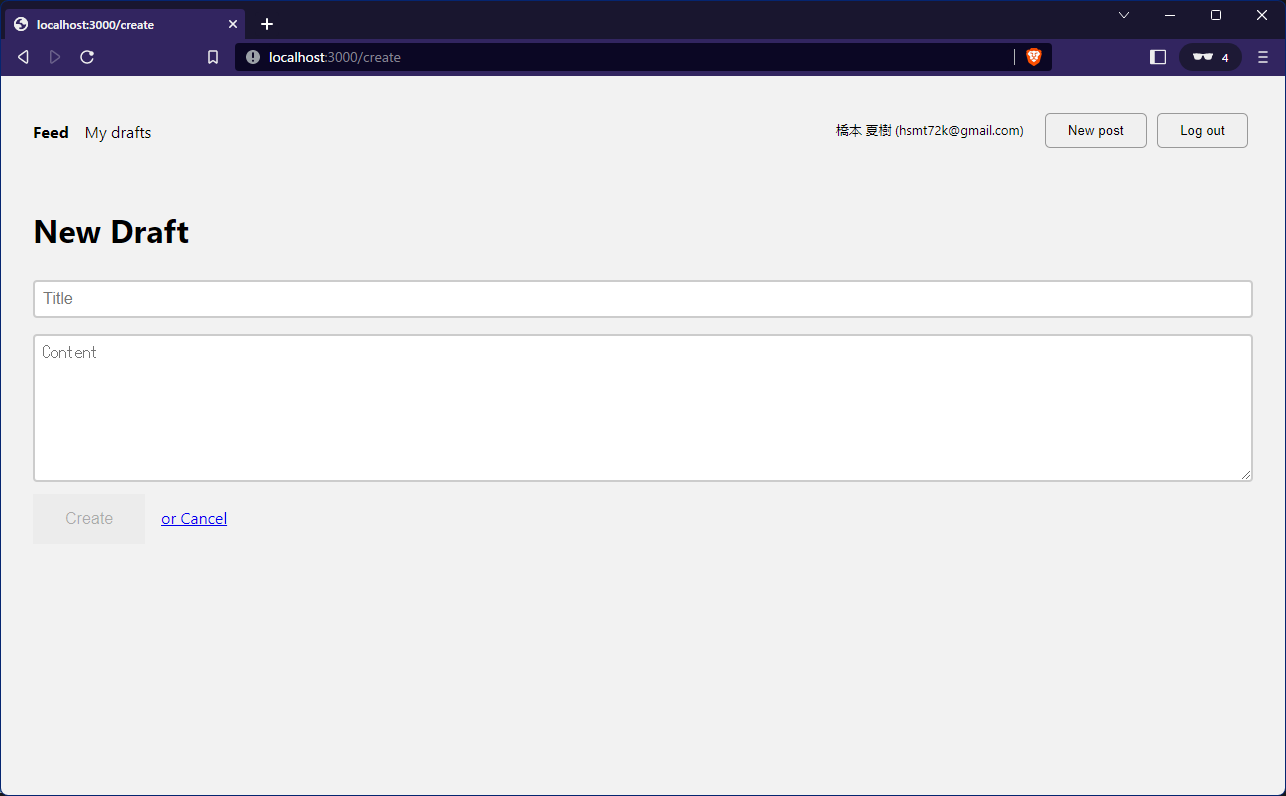 localhost:3000/create
localhost:3000/create
4
Feed My drafts
橋本 夏樹 (hsmt72k@gmail.com)
New post
Log out
New Draft
Title
Content
Create
or Cancel